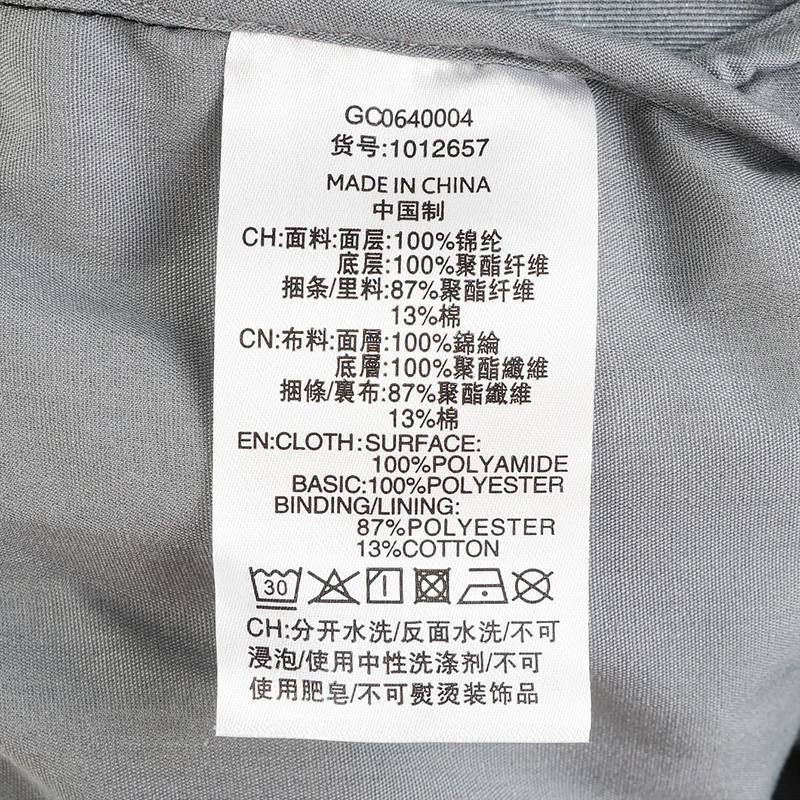 GC0640004
货号:1012657
MADE IN CHINA
中国制
CH:面料:面层:100%锦纶
底层:100%聚酯纤维
捆条/里料:87%聚酯纤维
13%棉
CN:布料:面層:100%錦綸
底層:100%聚酯纖維
捆條/裏布:87%聚酯纖維
13%棉
EN:CLOTH:SURFACE:
100%POLYAMIDE
BASIC:100%POLYESTER
BINDING/LINING:
87%POLYESTER
13%COTTON
30
CH:分开水洗/反面水洗/不可
浸泡/使用中性洗涤剂/不可
使用肥皂/不可熨烫装饰品